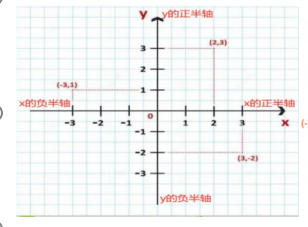 y y的正半轴
3
(2,3)
2
(-3,1)
1
x的负半轴
0
x的正半轴
-3 -2 -1 1 2 3 x (-
-1
-2
(3,-2)
-3
y的负半轴